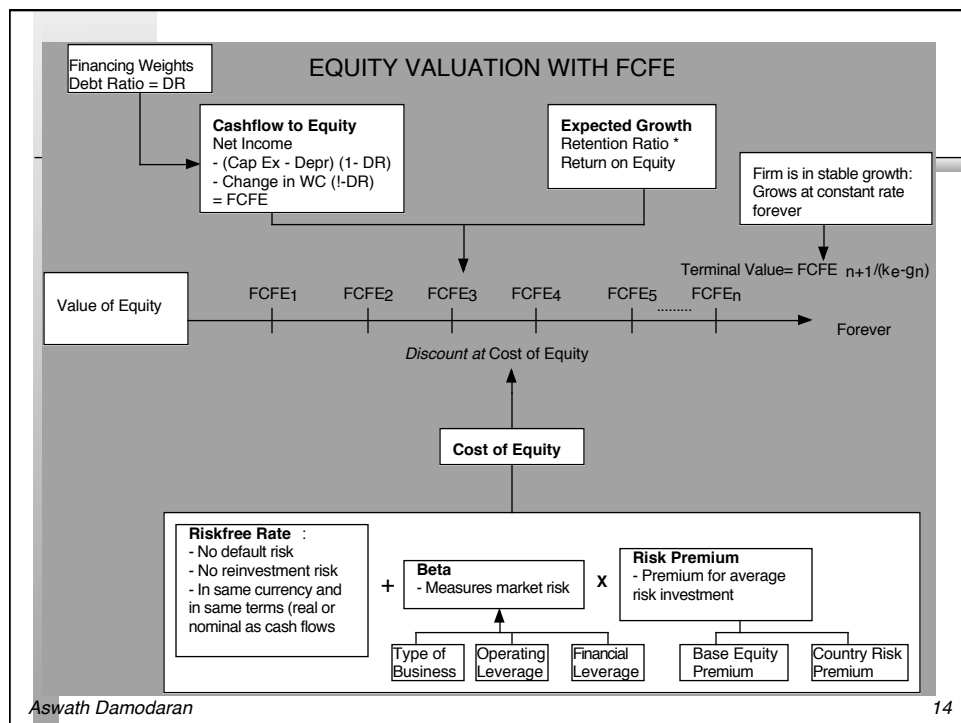 Financing Weights
Debt Ratio = DR
EQUITY VALUATION WITH FCFE
Cashflow to Equity
Net Income
- (Cap Ex - Depr) (1- DR)
- Change in WC (!-DR)
= FCFE
Expected Growth
Retention Ratio *
Return on Equity
Firm is in stable growth:
Grows at constant rate
forever
Terminal Value= FCFE n+1/(ke-gn)
Value of Equity
FCFE1 FCFE2 FCFE3 FCFE4 FCFE5 ......... FCFEn
Forever
Discount at Cost of Equity
Cost of Equity
Riskfree Rate :
- No default risk
- No reinvestment risk
- In same currency and
in same terms (real or
nominal as cash flows
+
Beta
- Measures market risk
X
Risk Premium
- Premium for average
risk investment
Type of
Business
Operating
Leverage
Financial
Leverage
Base Equity
Premium
Country Risk
Premium
Aswath Damodaran
14